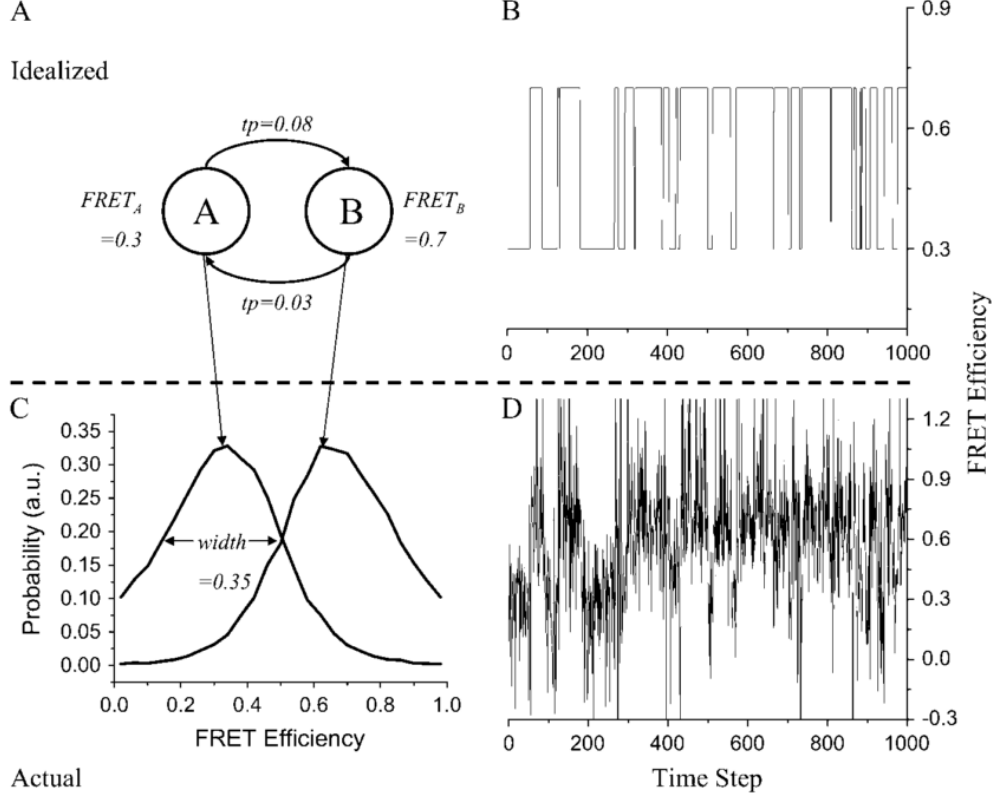 A
Idealized
tp=0.08
FRET_A
=0.3
A
B
FRET_B
=0.7
tp=0.03
B
0.9
0.6
0.3
0 200 400 600 800 1000
FRET Efficiency
C
Probability (a.u.)
0.35
0.30
0.25
0.20
0.15
0.10
0.05
0.00
width
=0.35
0.0 0.2 0.4 0.6 0.8 1.0
FRET Efficiency
Actual
D
1.2
0.9
0.6
0.3
0.0
-0.3
0 200 400 600 800 1000
Time Step